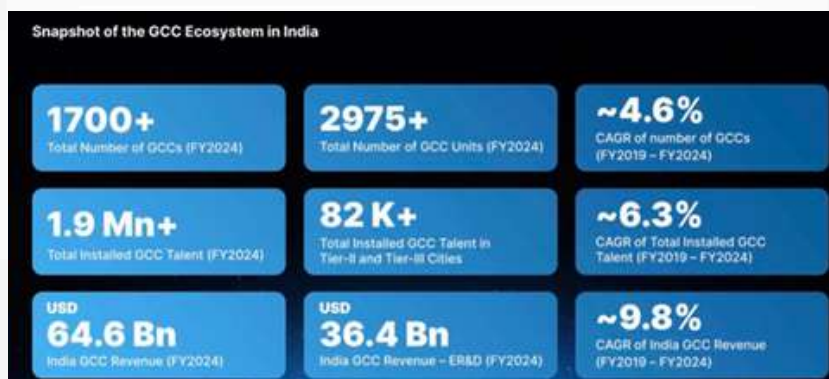 Snapshot of the GCC Ecosystem in India
1700+
Total Number of GCCs (FY2024)
2975+
Total Number of GCC Units (FY2024)
~4.6%
CAGR of number of GCCs
(FY2019 – FY2024)
1.9 Mn+
Total Installed GCC Talent (FY2024)
82 K+
Total Installed GCC Talent in
Tier-II and Tier-III Cities
~6.3%
CAGR of Total Installed GCC
Talent (FY2019 – FY2024)
USD
64.6 Bn
India GCC Revenue (FY2024)
USD
36.4 Bn
India GCC Revenue – ER&D (FY2024)
~9.8%
CAGR of India GCC Revenue
(FY2019 – FY2024)